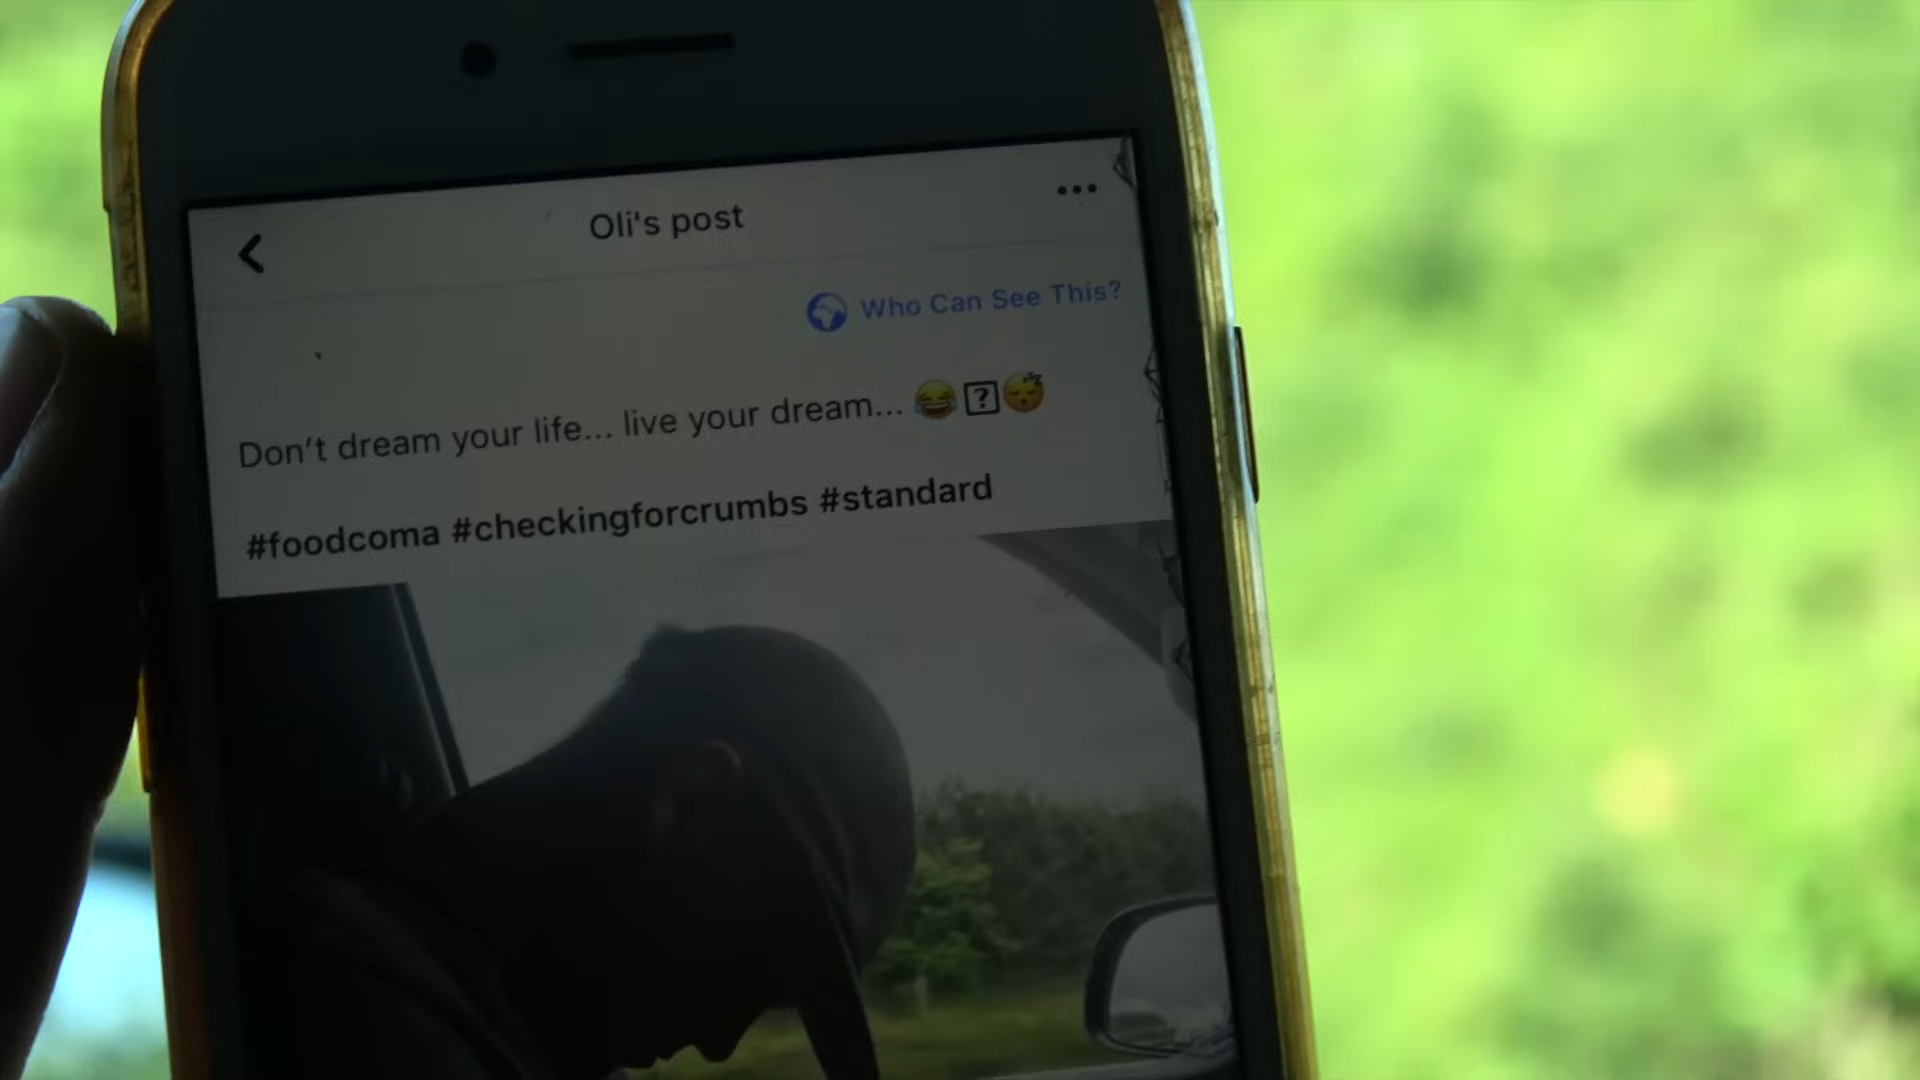 Oli's post
Who Can See This?
Don’t dream your life... live your dream... 😂⍰😴
#foodcoma #checkingforcrumbs #standard